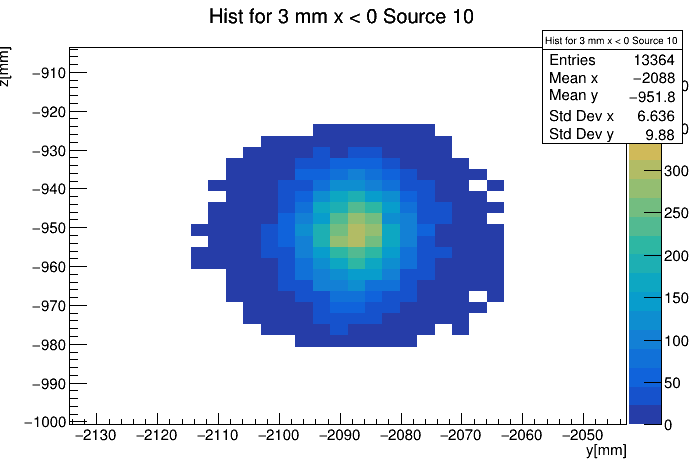 Hist for 3 mm x < 0 Source 10
z[mm]
Hist for 3 mm x < 0 Source 10
Entries 13364
Mean x −2088
Mean y −951.8
Std Dev x 6.636
Std Dev y 9.88
−910
−920
−930
−940
−950
−960
−970
−980
−990
−1000
−2130 −2120 −2110 −2100 −2090 −2080 −2070 −2060 −2050
y[mm]
300
250
200
150
100
50
0